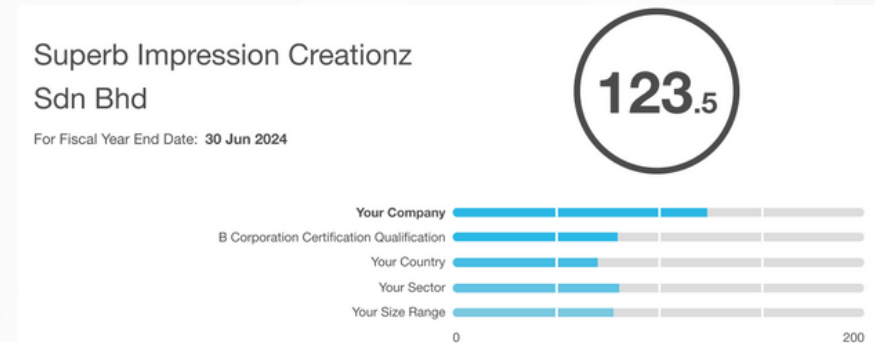 Superb Impression Creationz
Sdn Bhd
For Fiscal Year End Date: 30 Jun 2024
123.5
Your Company
B Corporation Certification Qualification
Your Country
Your Sector
Your Size Range
0 200